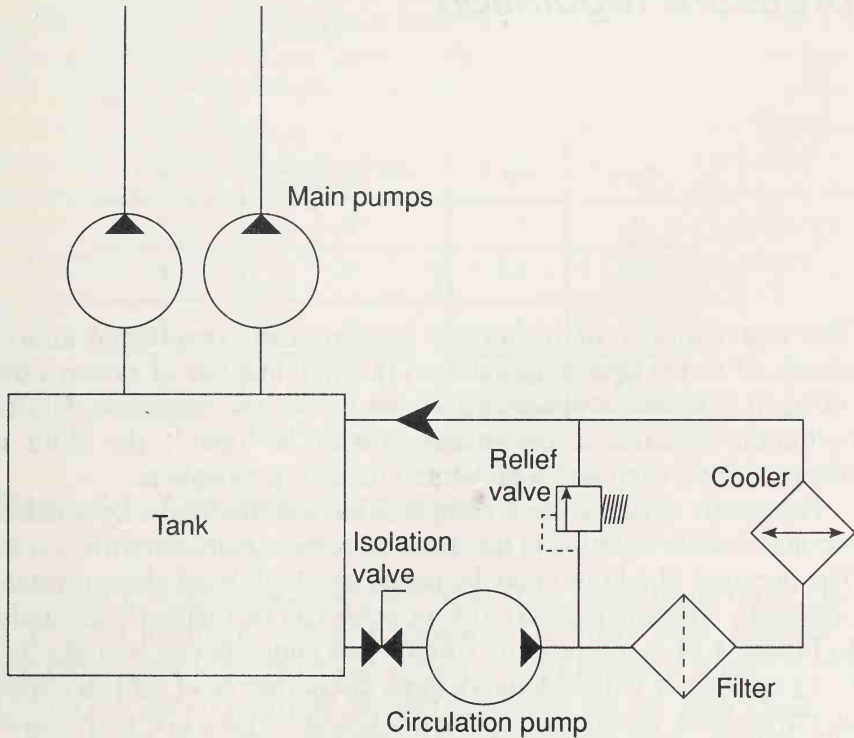 Main pumps
Relief
valve
Cooler
Tank
Isolation
valve
Filter
Circulation pump